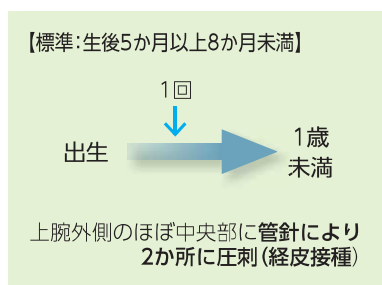 【標準：生後5か月以上8か月未満】
1回
出生
1歳
未満
上腕外側のほぼ中央部に管針により
2か所に圧刺（経皮接種）